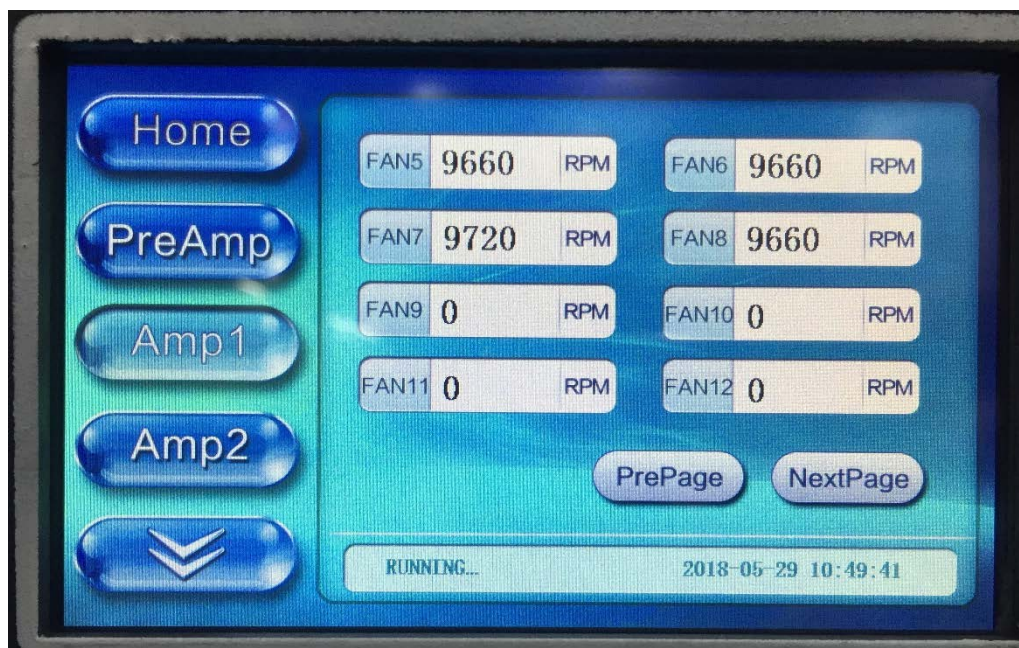 Home
PreAmp
Amp1
Amp2
FAN5 9660 RPM
FAN6 9660 RPM
FAN7 9720 RPM
FAN8 9660 RPM
FAN9 0 RPM
FAN10 0 RPM
FAN11 0 RPM
FAN12 0 RPM
PrePage
NextPage
RUNNING...
2018-05-29 10:49:41